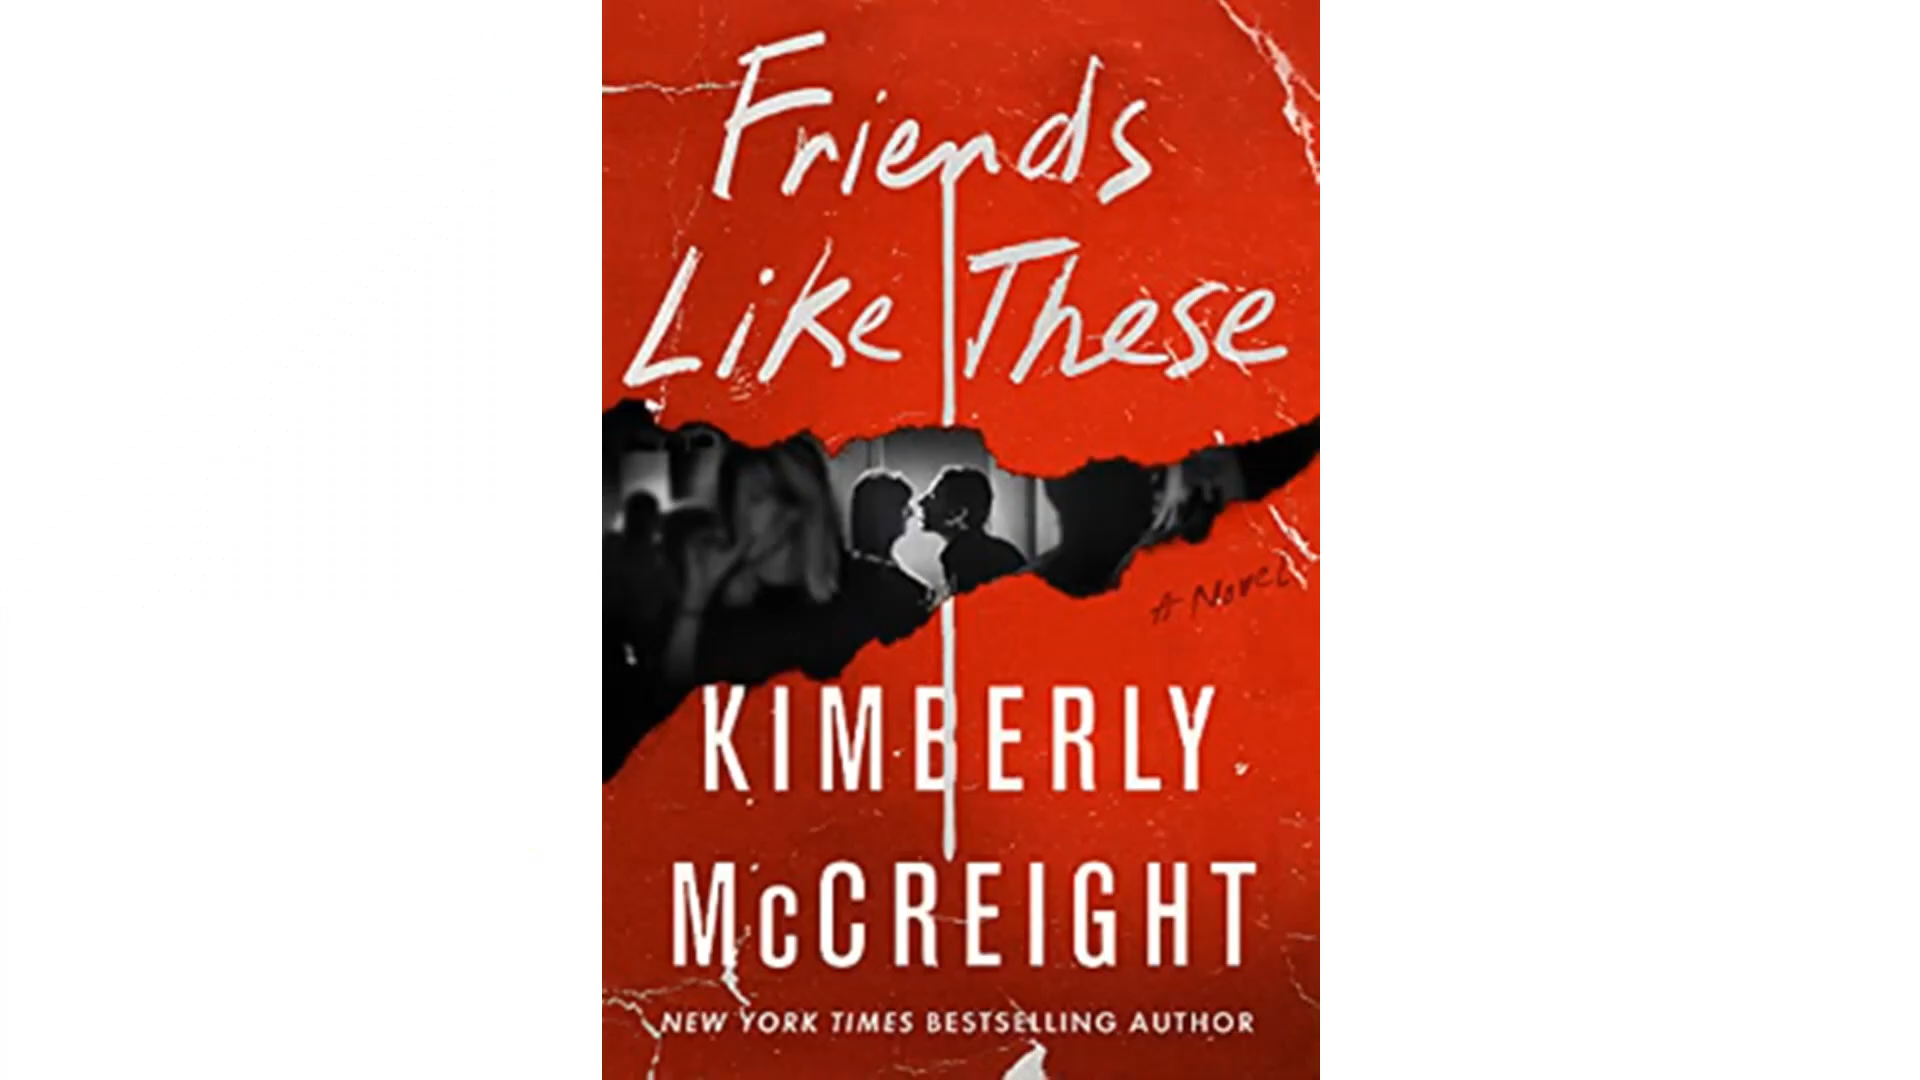 Friends
Like These
A Novel
KIMBERLY
McCREIGHT
NEW YORK TIMES BESTSELLING AUTHOR